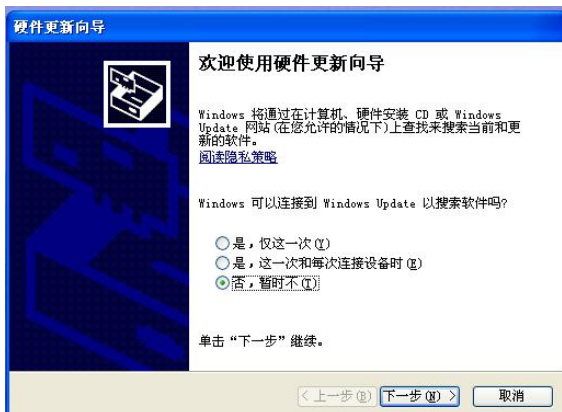 硬件更新向导
欢迎使用硬件更新向导
Windows 将通过在计算机、硬件安装 CD 或 Windows
Update 网站(在您允许的情况下)上查找来搜索当前和更
新的软件。
阅读隐私策略
Windows 可以连接到 Windows Update 以搜索软件吗?
是，仅这一次(Y)
是，这一次和每次连接设备时(E)
否，暂时不(T)
单击“下一步”继续。
< 上一步(B) 下一步(N) > 取消